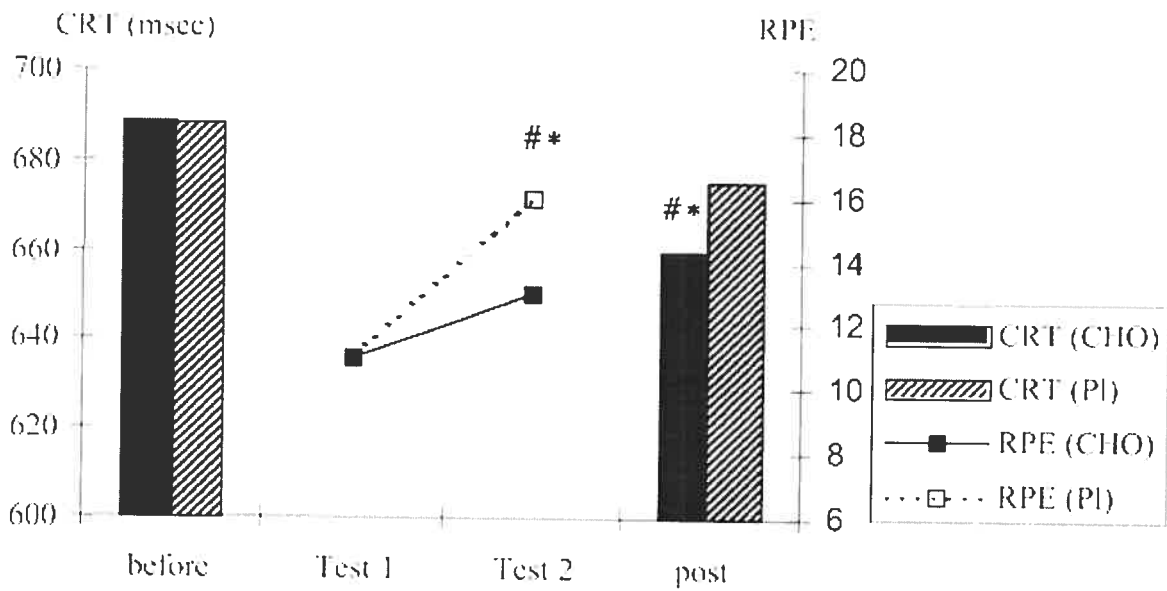 CRT (msec)
RPE
700
680
660
640
620
600
20
18
16
14
12
10
8
6
# *
# *
before
Test 1
Test 2
post
CRT (CHO)
CRT (Pl)
RPE (CHO)
RPE (Pl)